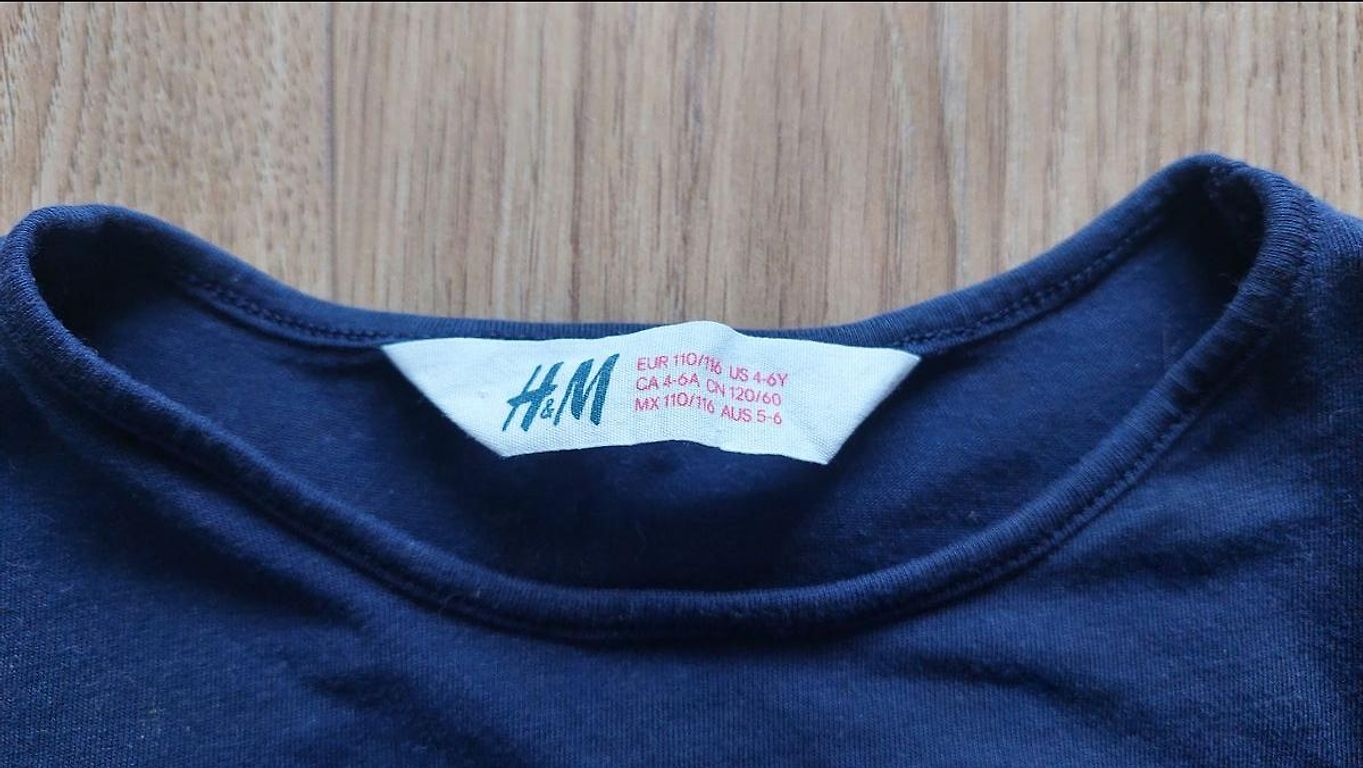 H&M
EUR 110/116 US 4-6Y
CA 4-6A CN 120/60
MX 110/116 AUS 5-6